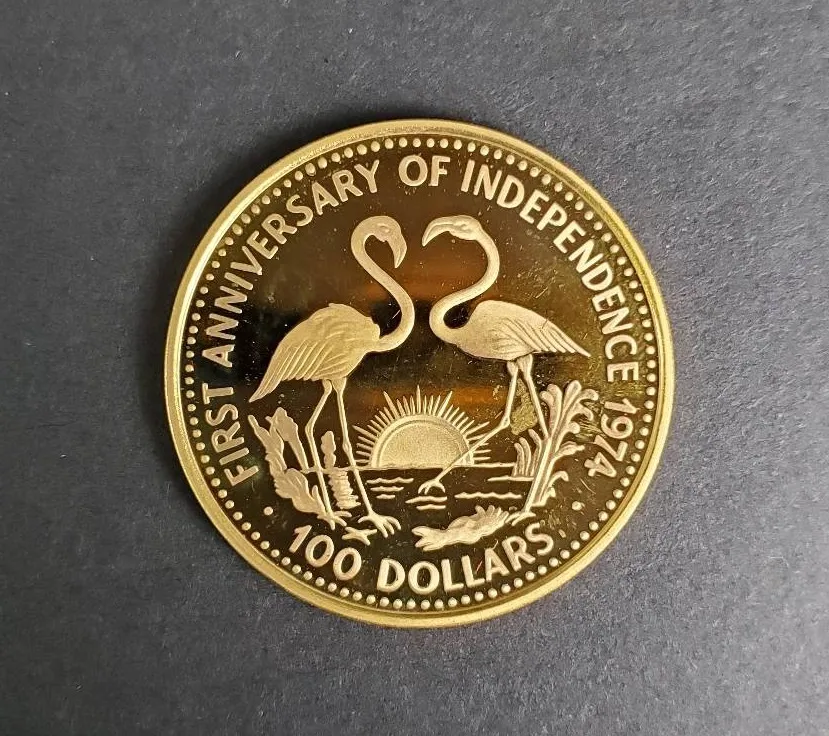 FIRST ANNIVERSARY OF INDEPENDENCE 1974
100 DOLLARS